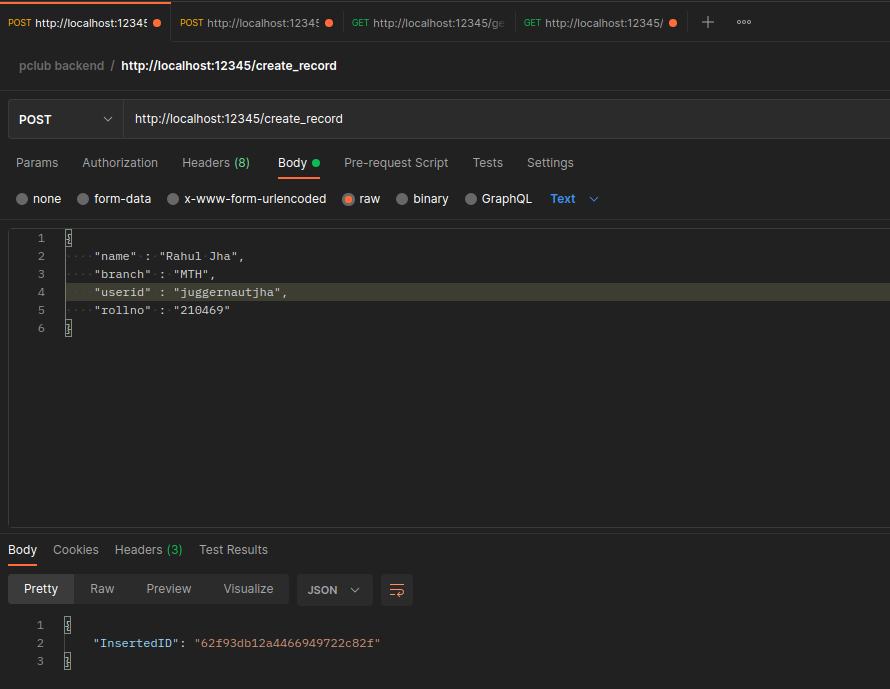 POST http://localhost:12345 POST http://localhost:12345 GET http://localhost:12345/ge GET http://localhost:12345/
pclub backend / http://localhost:12345/create_record
POST http://localhost:12345/create_record
Params Authorization Headers (8) Body Pre-request Script Tests Settings
none form-data x-www-form-urlencoded raw binary GraphQL Text
1 {
2 "name" : "Rahul Jha",
3 "branch" : "MTH",
4 "userid" : "juggernautjha",
5 "rollno" : "210469"
6 }
Body Cookies Headers (3) Test Results
Pretty Raw Preview Visualize JSON
1 {
2 "InsertedID": "62f93db12a4466949722c82f"
3 }